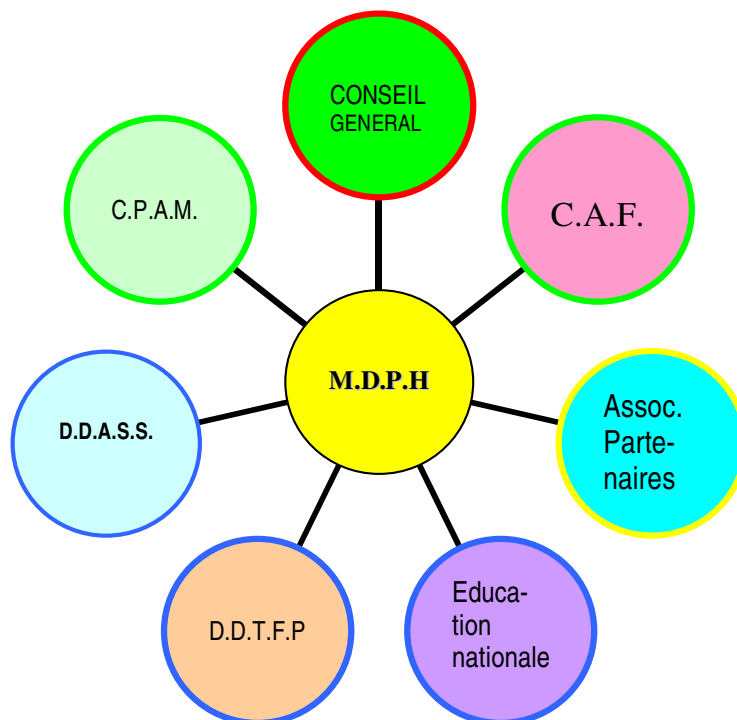 CONSEIL
GENERAL
C.P.A.M.
C.A.F.
M.D.P.H
D.D.A.S.S.
Assoc.
Parte-
naires
D.D.T.F.P
Educa-
tion
nationale